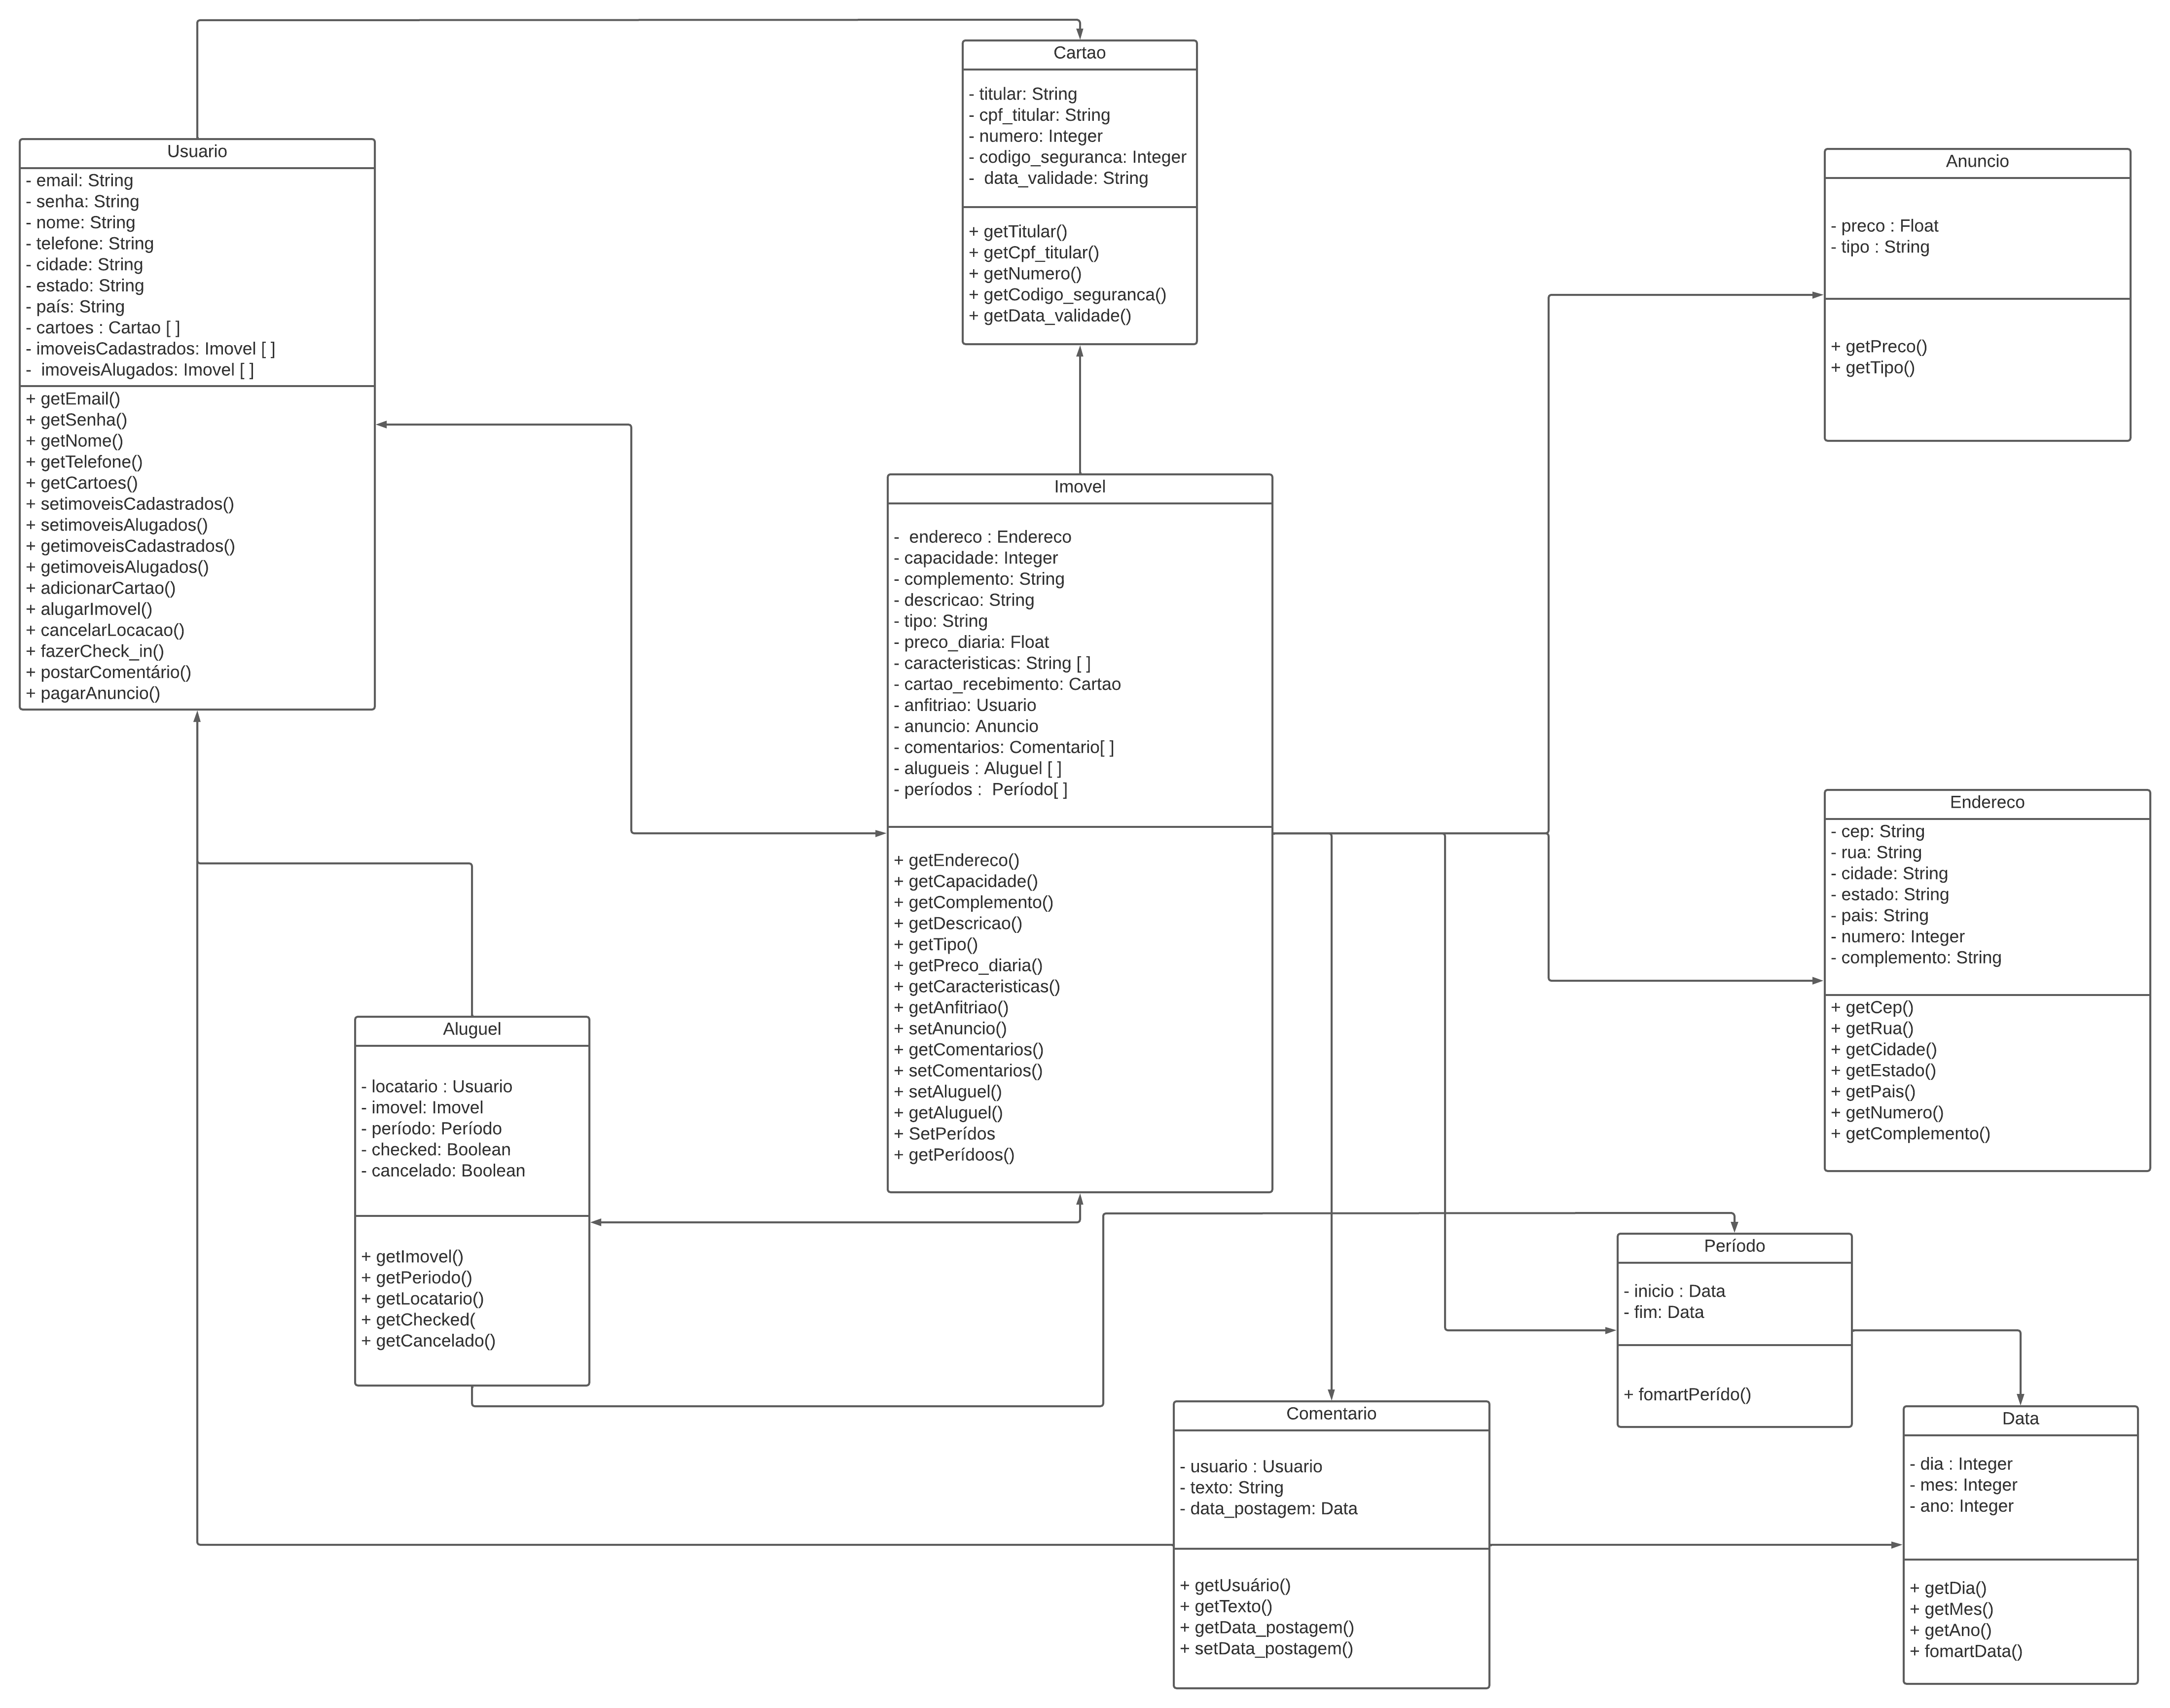 Cartao
- titular: String
- cpf_titular: String
- numero: Integer
- codigo_seguranca: Integer
-  data_validade: String
+ getTitular()
+ getCpf_titular()
+ getNumero()
+ getCodigo_seguranca()
+ getData_validade()
Usuario
- email: String
- senha: String
- nome: String
- telefone: String
- cidade: String
- estado: String
- país: String
- cartoes : Cartao [ ]
- imoveisCadastrados: Imovel [ ]
-  imoveisAlugados: Imovel [ ]
+ getEmail()
+ getSenha()
+ getNome()
+ getTelefone()
+ getCartoes()
+ setimoveisCadastrados()
+ setimoveisAlugados()
+ getimoveisCadastrados()
+ getimoveisAlugados()
+ adicionarCartao()
+ alugarImovel()
+ cancelarLocacao()
+ fazerCheck_in()
+ postarComentário()
+ pagarAnuncio()
Anuncio
- preco : Float
- tipo : String
+ getPreco()
+ getTipo()
Imovel
-  endereco : Endereco
- capacidade: Integer
- complemento: String
- descricao: String
- tipo: String
- preco_diaria: Float
- caracteristicas: String [ ]
- cartao_recebimento: Cartao
- anfitriao: Usuario
- anuncio: Anuncio
- comentarios: Comentario[ ]
- alugueis : Aluguel [ ]
- períodos :  Período[ ]
+ getEndereco()
+ getCapacidade()
+ getComplemento()
+ getDescricao()
+ getTipo()
+ getPreco_diaria()
+ getCaracteristicas()
+ getAnfitriao()
+ setAnuncio()
+ getComentarios()
+ setComentarios()
+ setAluguel()
+ getAluguel()
+ SetPerídos
+ getPerídoos()
Endereco
- cep: String
- rua: String
- cidade: String
- estado: String
- pais: String
- numero: Integer
- complemento: String
+ getCep()
+ getRua()
+ getCidade()
+ getEstado()
+ getPais()
+ getNumero()
+ getComplemento()
Aluguel
- locatario : Usuario
- imovel: Imovel
- período: Período
- checked: Boolean
- cancelado: Boolean
+ getImovel()
+ getPeriodo()
+ getLocatario()
+ getChecked(
+ getCancelado()
Período
- inicio : Data
- fim: Data
+ fomartPerído()
Comentario
- usuario : Usuario
- texto: String
- data_postagem: Data
+ getUsuário()
+ getTexto()
+ getData_postagem()
+ setData_postagem()
Data
- dia : Integer
- mes: Integer
- ano: Integer
+ getDia()
+ getMes()
+ getAno()
+ fomartData()